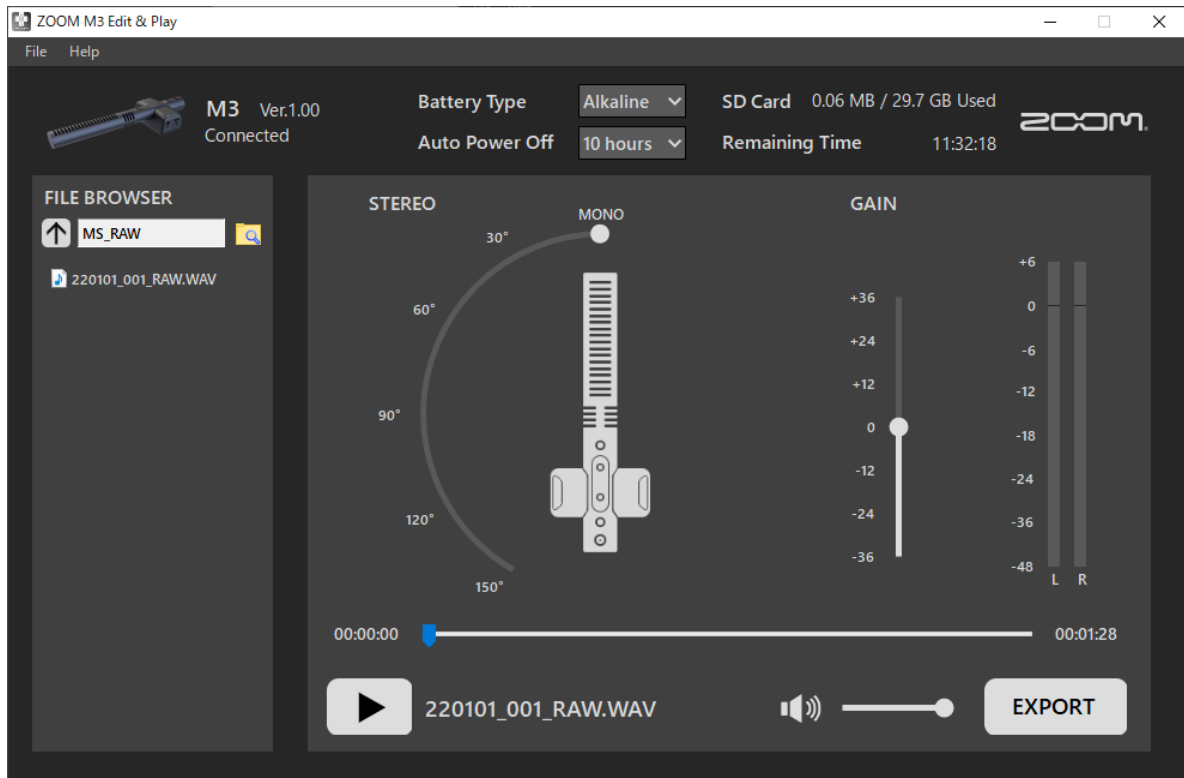 ZOOM M3 Edit & Play
File Help
M3 Ver.1.00
Connected
Battery Type Alkaline
Auto Power Off 10 hours
SD Card 0.06 MB / 29.7 GB Used
Remaining Time 11:32:18
ZOOM
FILE BROWSER
MS_RAW
220101_001_RAW.WAV
STEREO
MONO
30°
60°
90°
120°
150°
GAIN
+36
+24
+12
0
-12
-24
-36
+6
0
-6
-12
-18
-24
-36
-48
L R
00:00:00 00:01:28
220101_001_RAW.WAV
EXPORT